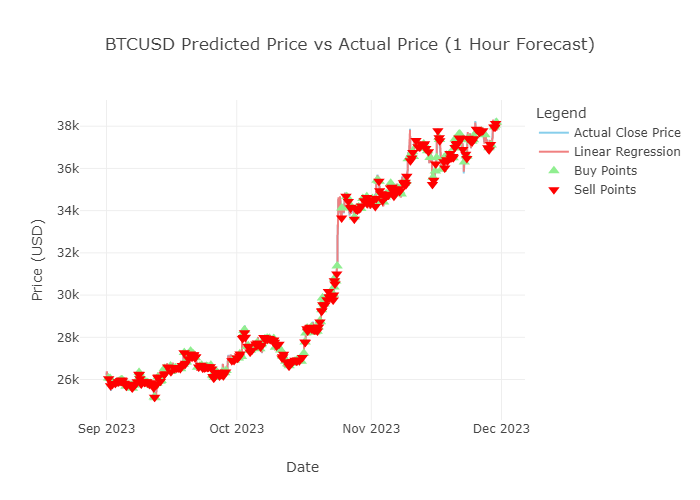 BTCUSD Predicted Price vs Actual Price (1 Hour Forecast)
Legend
Actual Close Price
Linear Regression
Buy Points
Sell Points
38k
36k
34k
32k
30k
28k
26k
Price (USD)
Sep 2023
Oct 2023
Nov 2023
Dec 2023
Date